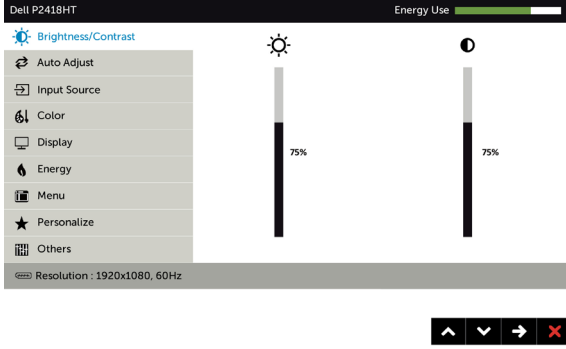 Dell P2418HT
Energy Use
Brightness/Contrast
Auto Adjust
Input Source
Color
Display
Energy
Menu
Personalize
Others
75%
75%
Resolution : 1920x1080, 60Hz